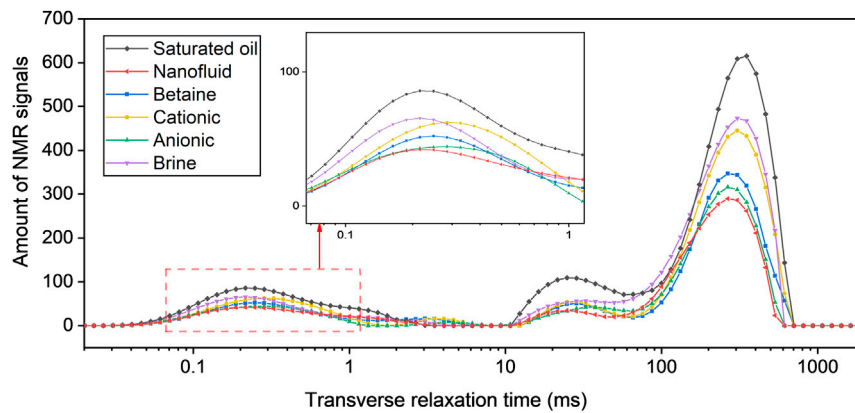 700
600
500
400
300
200
100
0
Amount of NMR signals
Saturated oil
Nanofluid
Betaine
Cationic
Anionic
Brine
100
0
0.1
1
0.1
1
10
100
1000
Transverse relaxation time (ms)